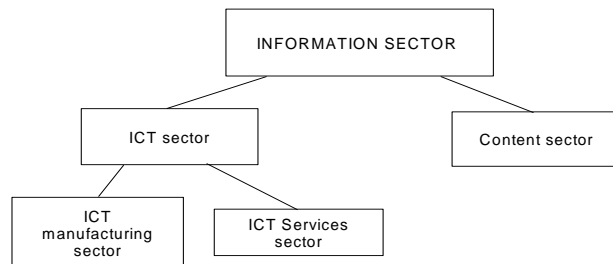 INFORMATION SECTOR
ICT sector
Content sector
ICT
manufacturing
sector
ICT Services
sector